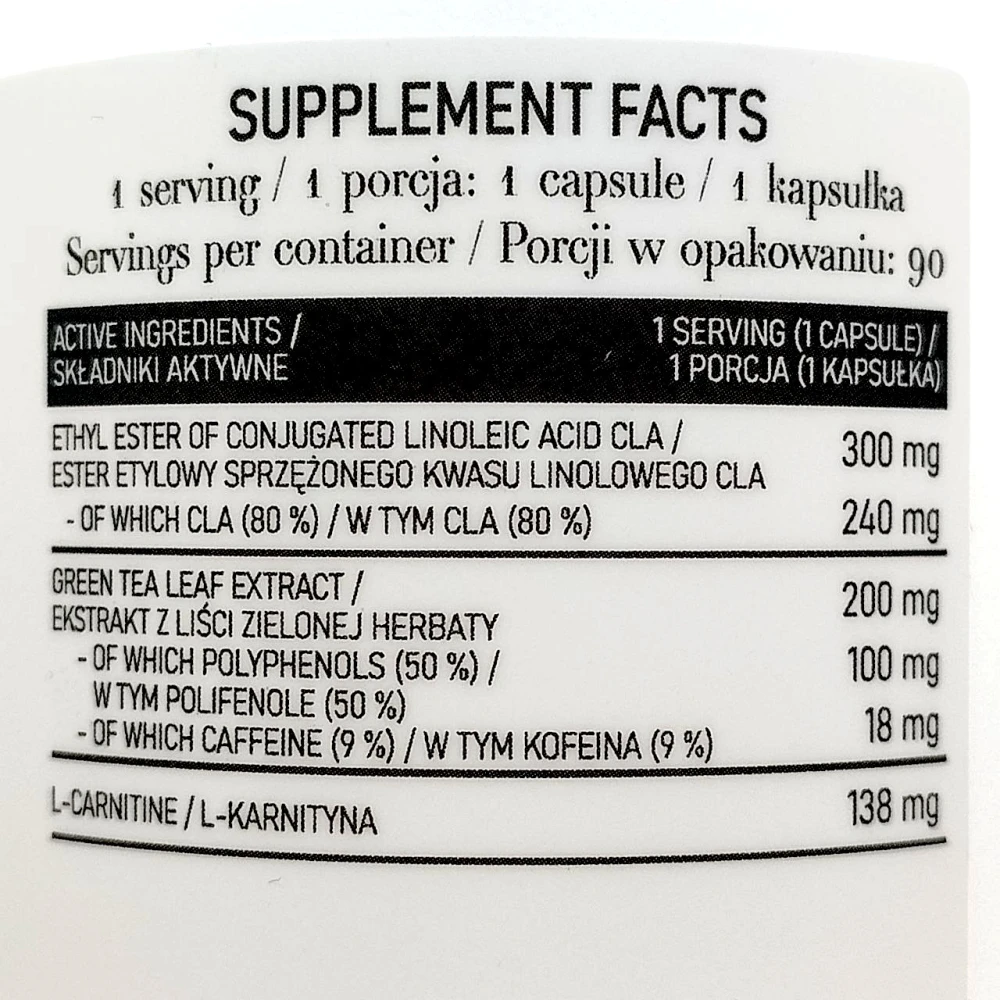 SUPPLEMENT FACTS
1 serving / 1 porcja: 1 capsule / 1 kapsułka
Servings per container / Porcji w opakowaniu: 90
ACTIVE INGREDIENTS / 1 SERVING (1 CAPSULE) /
SKŁADNIKI AKTYWNE 1 PORCJA (1 KAPSUŁKA)
ETHYL ESTER OF CONJUGATED LINOLEIC ACID CLA / 300 mg
ESTER ETYLOWY SPRZĘŻONEGO KWASU LINOLOWEGO CLA
- OF WHICH CLA (80 %) / W TYM CLA (80 %) 240 mg
GREEN TEA LEAF EXTRACT / 200 mg
EKSTRAKT Z LIŚCI ZIELONEJ HERBATY
- OF WHICH POLYPHENOLS (50 %) / 100 mg
W TYM POLIFENOLE (50 %)
- OF WHICH CAFFEINE (9 %) / W TYM KOFEINA (9 %) 18 mg
L-CARNITINE / L-KARNITYNA 138 mg